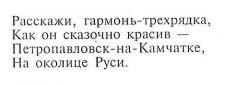 Расскажи, гармонь-трехрядка,
Как он сказочно красив —
Петропавловск-на-Камчатке,
На околице Руси.